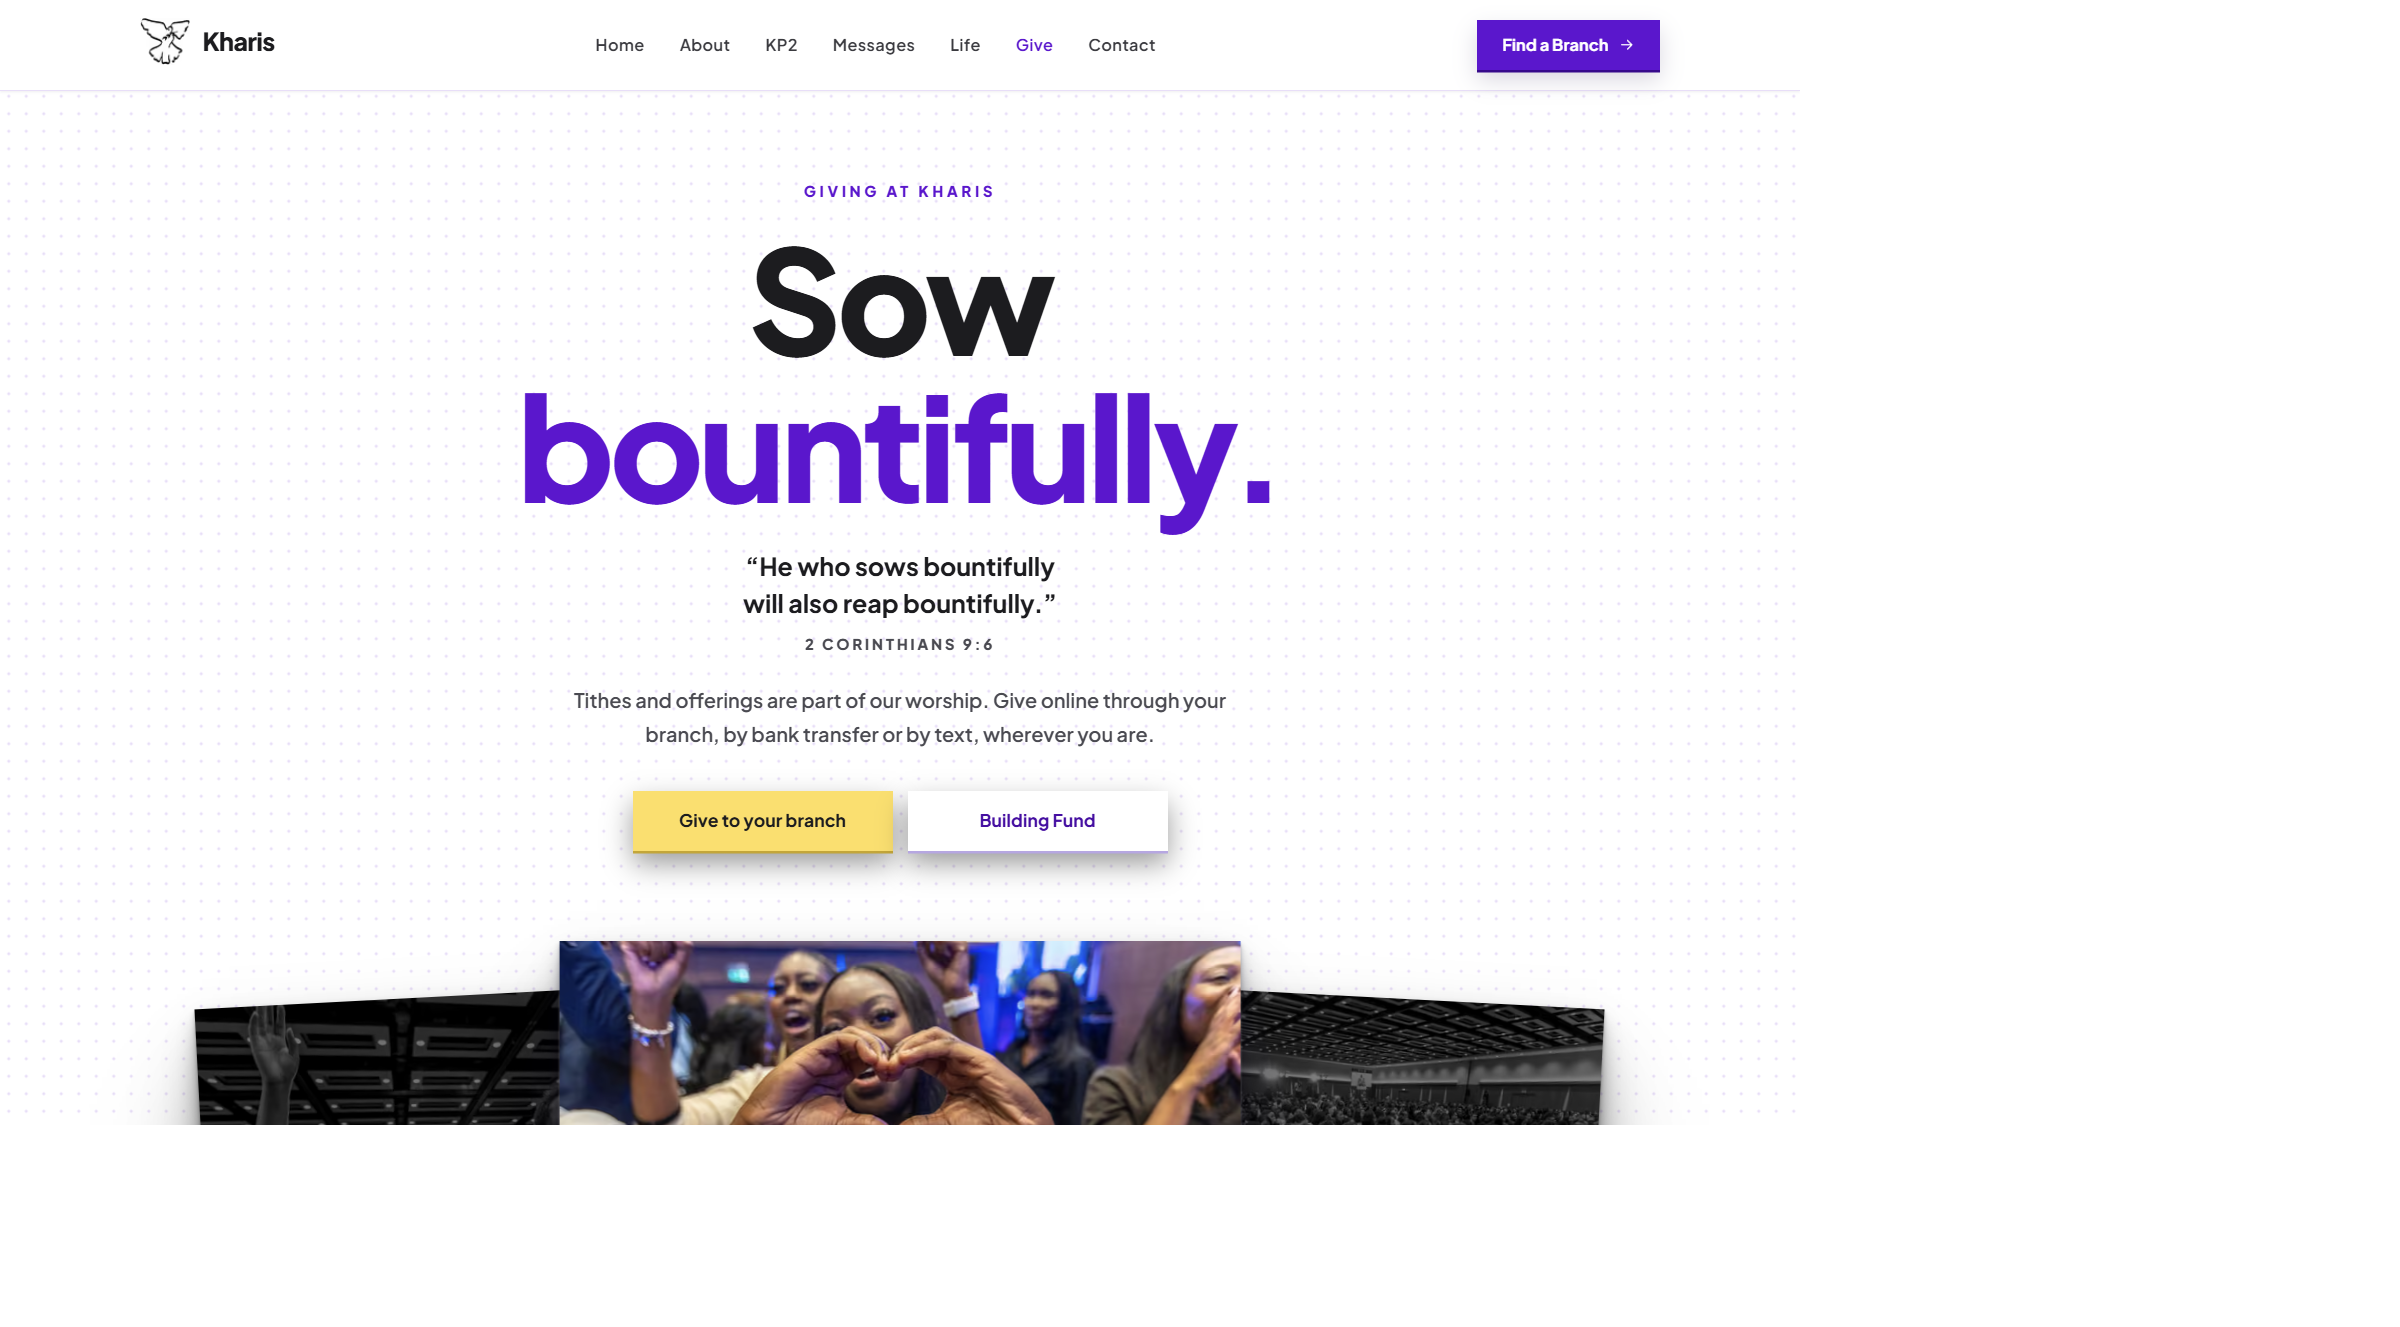 Kharis
Home About KP2 Messages Life Give Contact
Find a Branch →
GIVING AT KHARIS
Sow
bountifully.
“He who sows bountifully
will also reap bountifully.”
2 CORINTHIANS 9:6
Tithes and offerings are part of our worship. Give online through your
branch, by bank transfer or by text, wherever you are.
Give to your branch
Building Fund